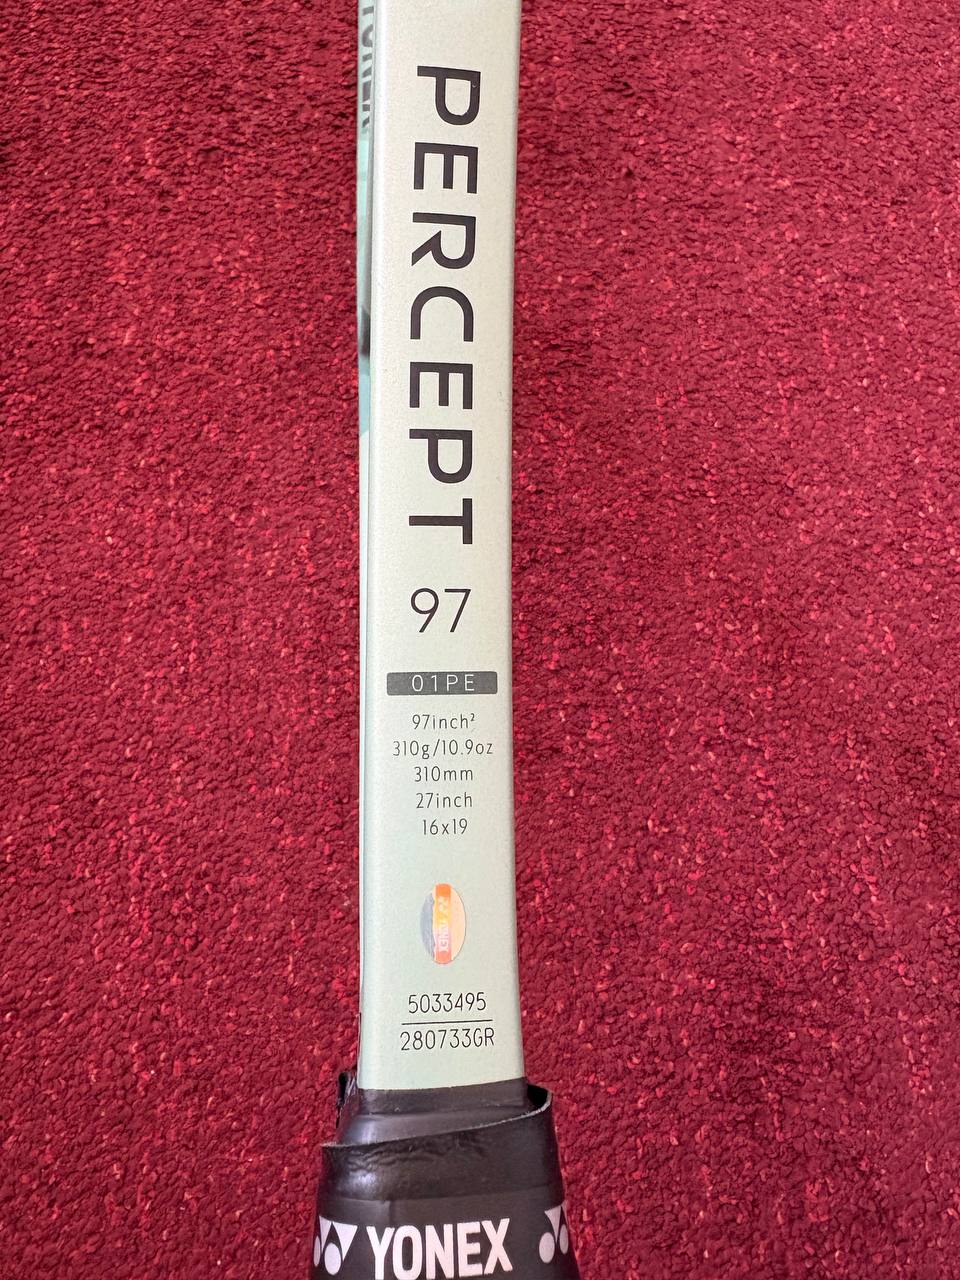 PERCEPT
97
01PE
97inch²
310g/10.9oz
310mm
27inch
16x19
5033495
280733GR
YONEX